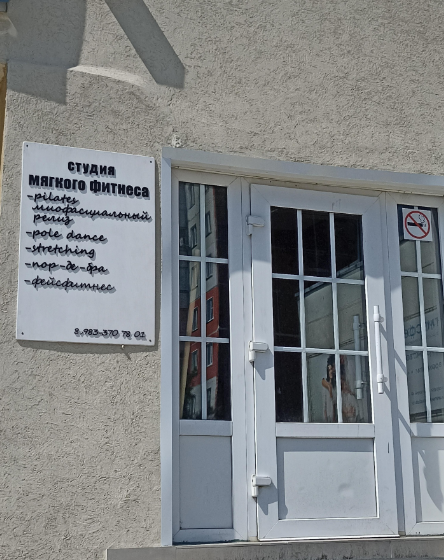 студия
мягкого фитнеса
-pilates
миофасциальный
релиз
-pole dance
-stretching
-пор-де-бра
-фейсфитнес
8.983-370 78 01